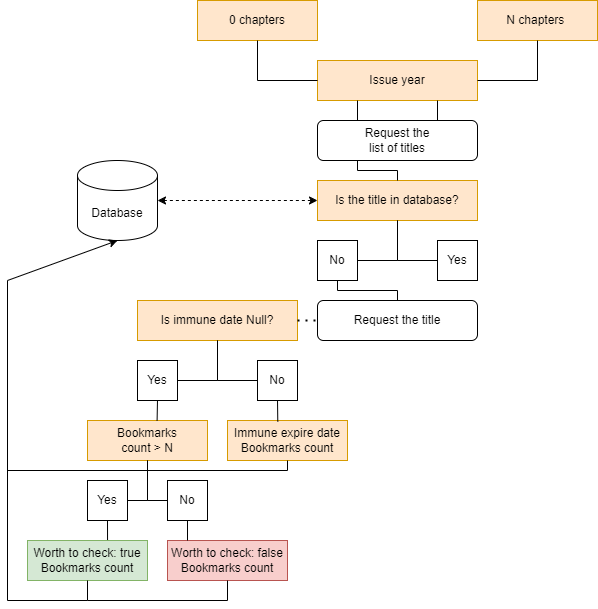 0 chapters
N chapters
Issue year
Request the
list of titles
Is the title in database?
Database
No
Yes
Is immune date Null?
Request the title
Yes
No
Bookmarks
count > N
Immune expire date
Bookmarks count
Yes
No
Worth to check: true
Bookmarks count
Worth to check: false
Bookmarks count